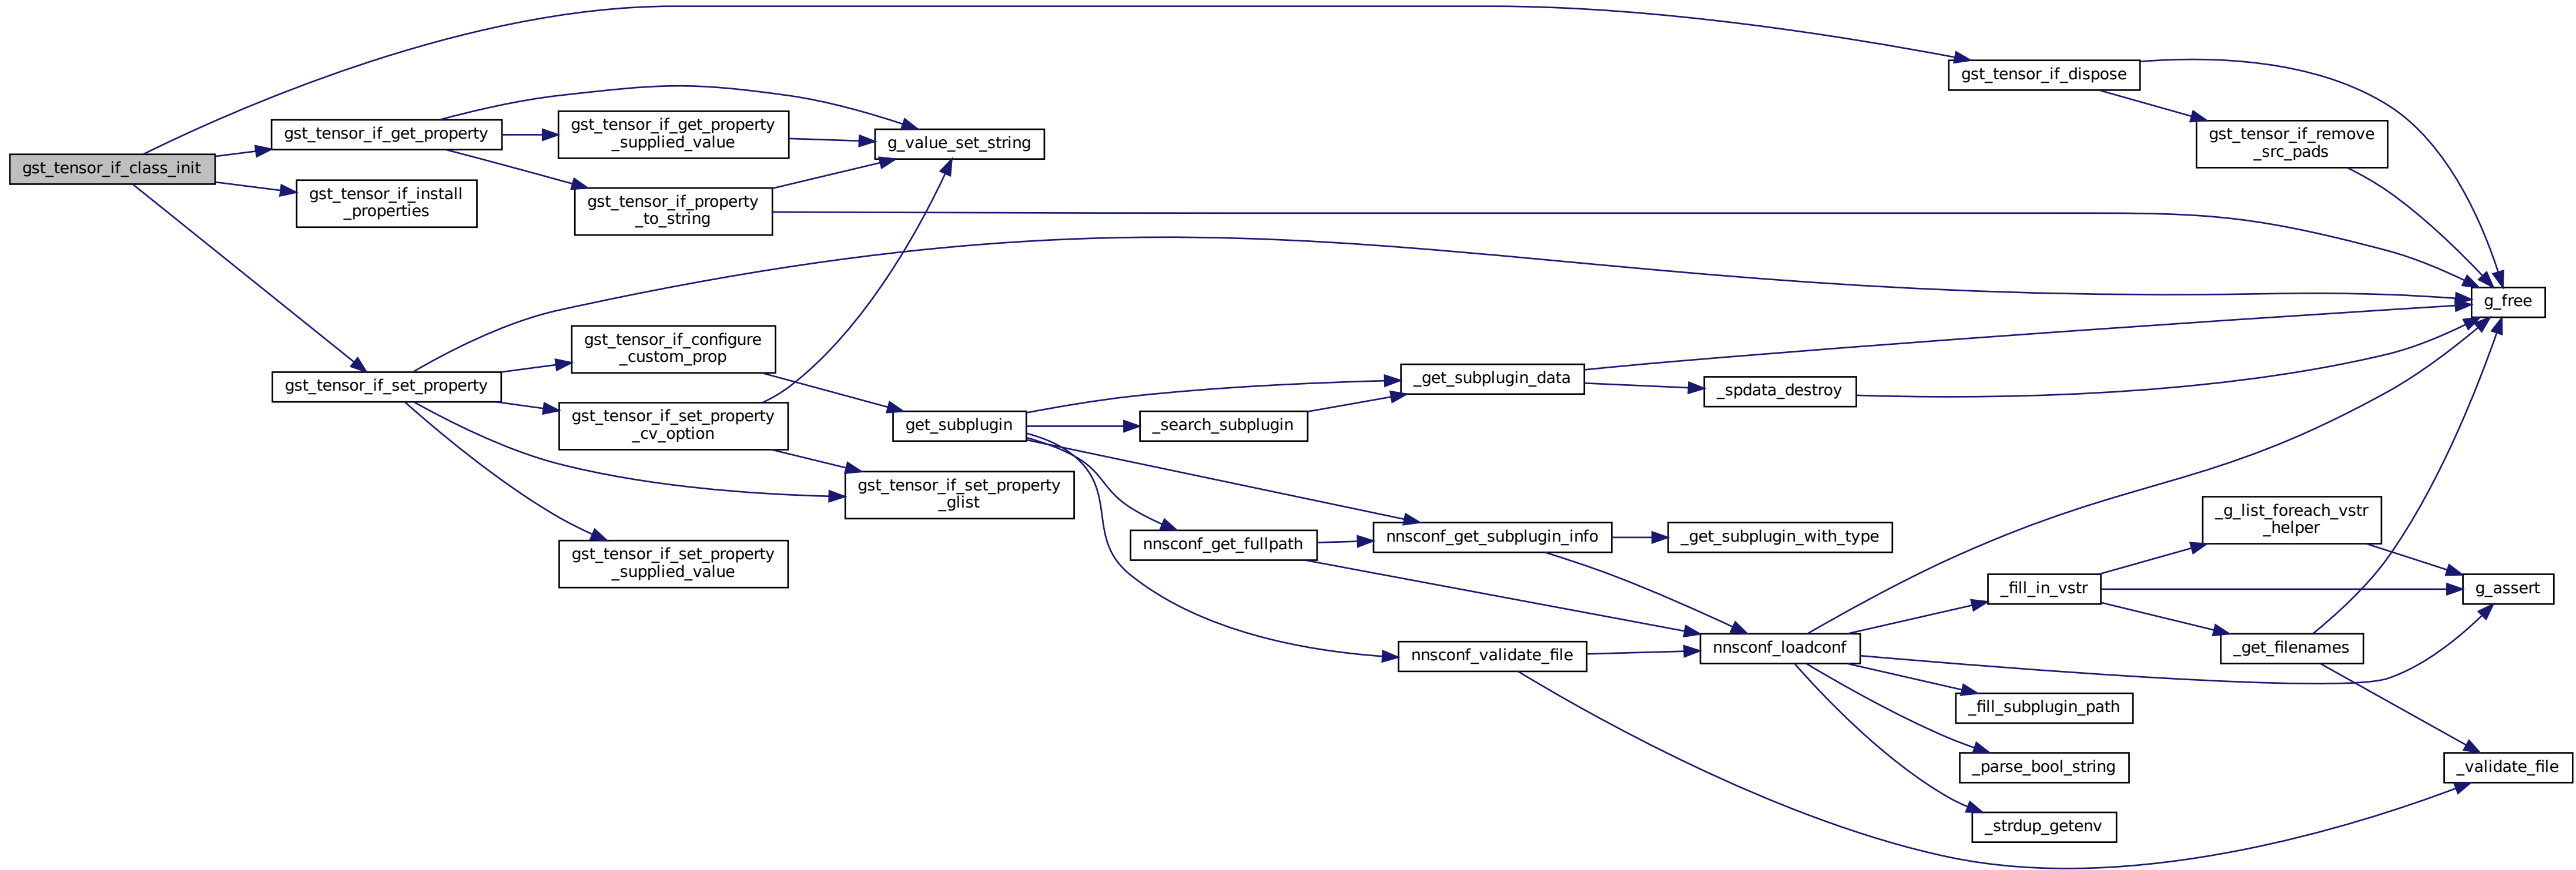 gst_tensor_if_class_init
gst_tensor_if_get_property
gst_tensor_if_install
_properties
gst_tensor_if_set_property
gst_tensor_if_get_property
_supplied_value
gst_tensor_if_property
_to_string
g_value_set_string
gst_tensor_if_configure
_custom_prop
gst_tensor_if_set_property
_cv_option
gst_tensor_if_set_property
_glist
gst_tensor_if_set_property
_supplied_value
get_subplugin
_search_subplugin
_get_subplugin_data
_spdata_destroy
nnsconf_get_fullpath
nnsconf_get_subplugin_info
_get_subplugin_with_type
nnsconf_validate_file
nnsconf_loadconf
_fill_in_vstr
_g_list_foreach_vstr
_helper
_get_filenames
_fill_subplugin_path
_parse_bool_string
_strdup_getenv
gst_tensor_if_dispose
gst_tensor_if_remove
_src_pads
g_free
g_assert
_validate_file